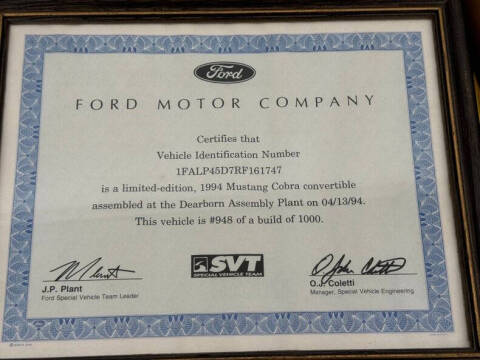 Ford
FORD MOTOR COMPANY
Certifies that
Vehicle Identification Number
1FALP45D7RF161747
is a limited-edition, 1994 Mustang Cobra convertible
assembled at the Dearborn Assembly Plant on 04/13/94.
This vehicle is #948 of a build of 1000.
SVT
SPECIAL VEHICLE TEAM
J.P. Plant
Ford Special Vehicle Team Leader
O.J. Coletti
Manager, Special Vehicle Engineering